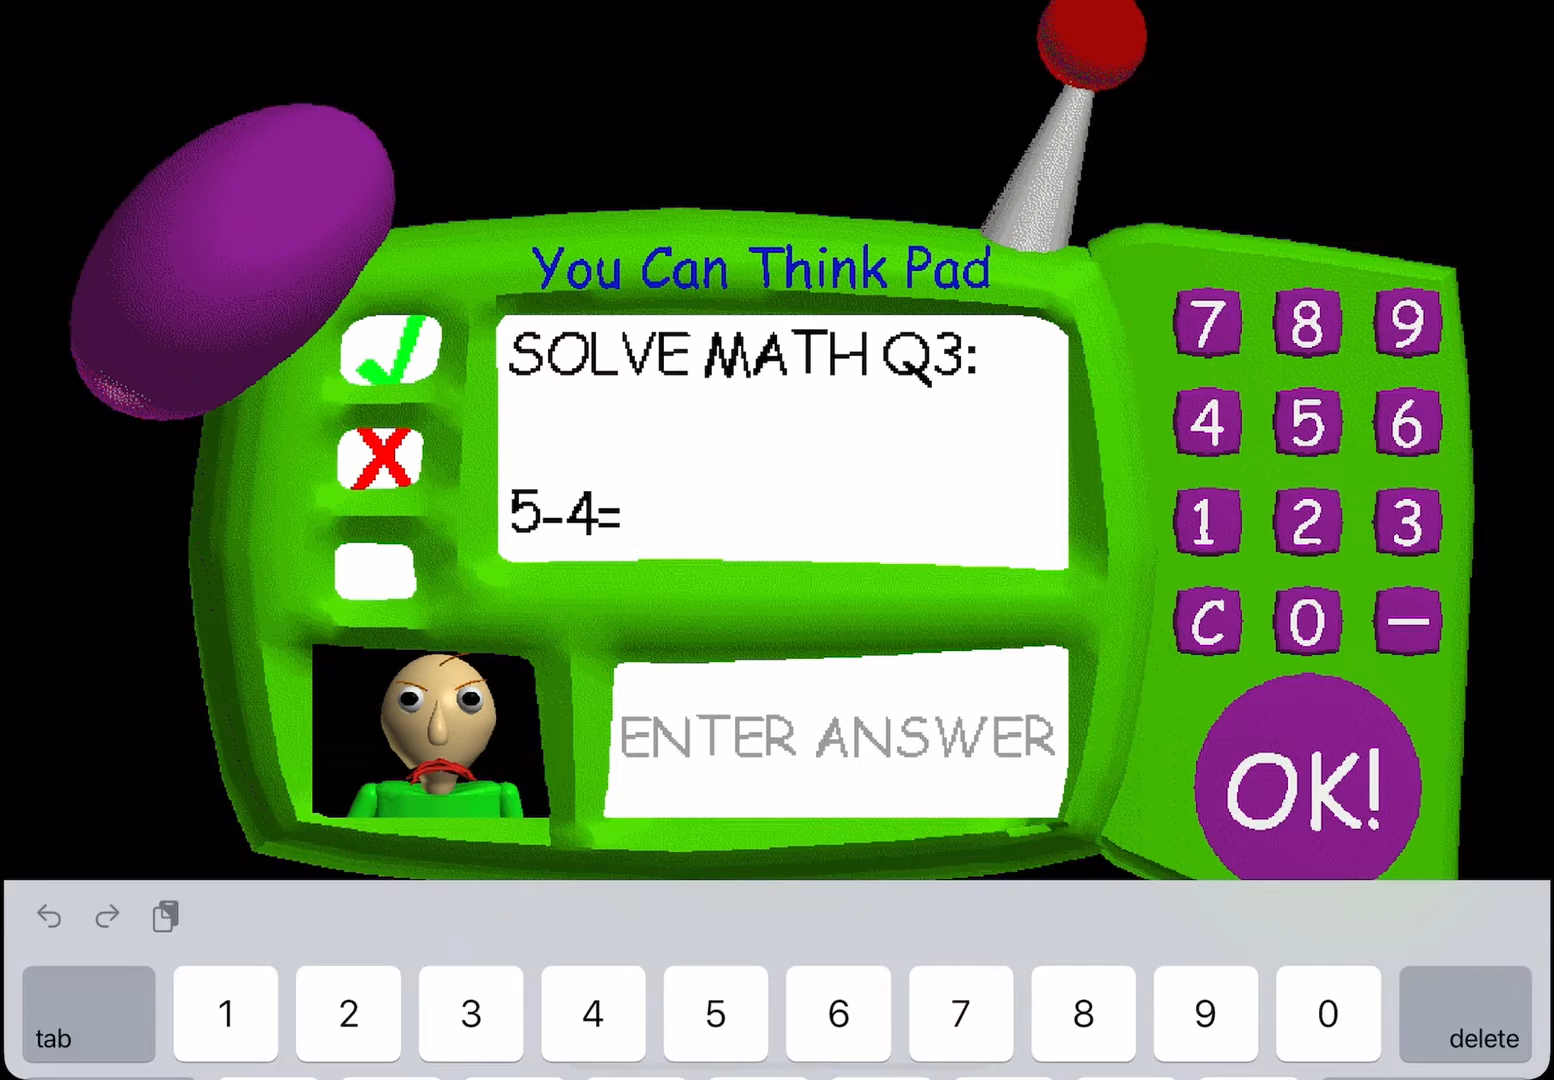 You Can Think Pad
SOLVE MATH Q3:
5-4=
ENTER ANSWER
7 8 9
4 5 6
1 2 3
C 0 —
OK!
tab 1 2 3 4 5 6 7 8 9 0 delete